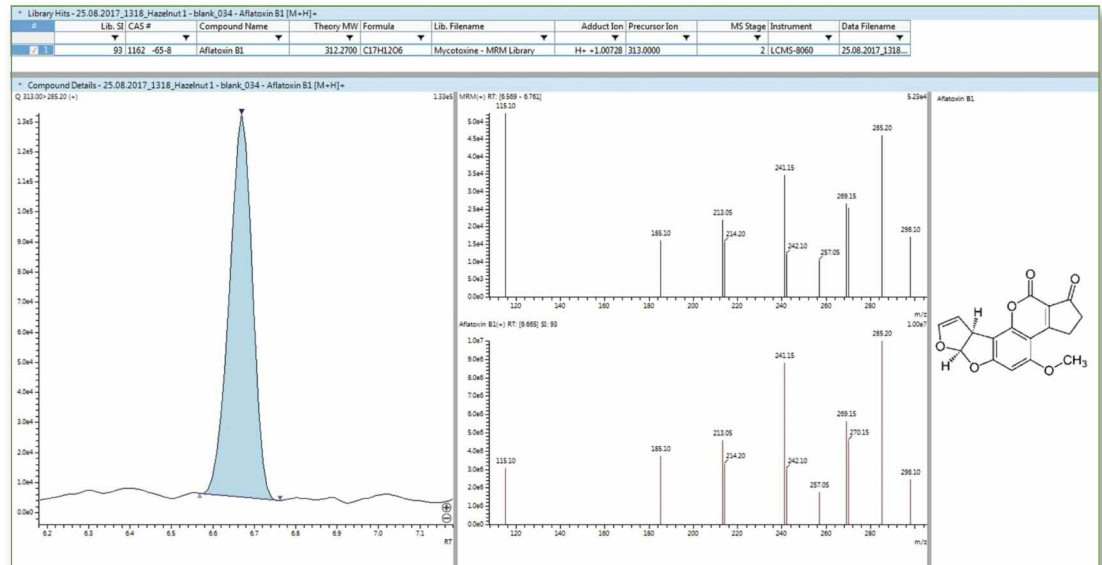 Library Hits - 25.08.2017_1318_Hazelnut 1 - blank_034 - Aflatoxin B1 [M+H]+
# Lib. SI CAS # Compound Name Theory MW Formula Lib. Filename Adduct Ion Precursor Ion MS Stage Instrument Data Filename
1 93 1162 -65-8 Aflatoxin B1 312.2700 C17H12O6 Mycotoxine - MRM Library H+ +1.00728 313.0000 2 LCMS-8060 25.08.2017_1318...
Compound Details - 25.08.2017_1318_Hazelnut 1 - blank_034 - Aflatoxin B1 [M+H]+
Q 313.00>285.20 (+) 1.33e5
1.3e5
1.2e5
1.1e5
1.0e5
9.0e4
8.0e4
7.0e4
6.0e4
5.0e4
4.0e4
3.0e4
2.0e4
1.0e4
0.0e0
6.2 6.3 6.4 6.5 6.6 6.7 6.8 6.9 7.0 7.1
RT
MRM(+) RT: [6.569 - 6.761] 5.23e4
115.10
5.0e4
4.5e4
4.0e4
3.5e4
3.0e4
2.5e4
2.0e4
1.5e4
1.0e4
5.0e3
0.0e0
285.20
241.15
269.15
213.05
298.10
185.10
214.20
242.10
257.05
120 140 160 180 200 220 240 260 280
m/z
Aflatoxin B1(+) RT: [6.665] SI: 93 1.00e7
1.0e7
9.0e6
8.0e6
7.0e6
6.0e6
5.0e6
4.0e6
3.0e6
2.0e6
1.0e6
0.0e0
285.20
241.15
269.15
270.15
213.05
185.10
214.20
115.10
242.10
257.05
298.10
120 140 160 180 200 220 240 260 280
m/z
Aflatoxin B1
O O
O
H
O
H
O
O CH3